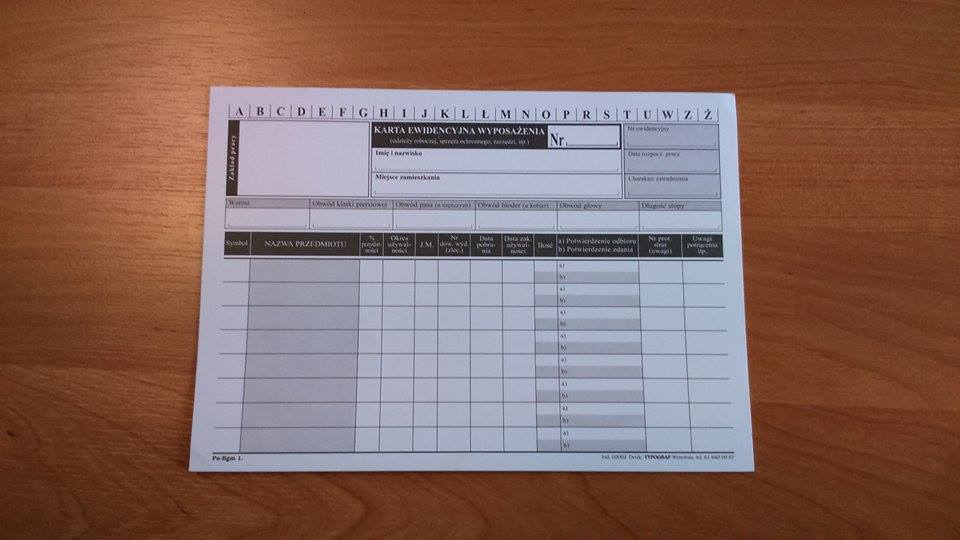 A B C D E F G H I J K L Ł M N O P R S T U W Z Ż
Zakład pracy
KARTA EWIDENCYJNA WYPOSAŻENIA
(odzieży roboczej, sprzętu ochronnego, narzędzi, itp.)
Nr
Imię i nazwisko
Miejsce zamieszkania
Nr ewidencyjny
Data rozpocz. pracy
Charakter zatrudnienia
Wzrost Obwód klatki piersiowej Obwód pasa (u mężczyzn) Obwód bioder (u kobiet) Obwód głowy Długość stopy
Symbol
NAZWA PRZEDMIOTU
%
przydat-
ności
Okres
używal-
ności
J.M.
Nr
dow. wyd.
(zlec.)
Data
pobra-
nia
Data zak.
używal-
ności
Ilość
a) Potwierdzenie odbioru
b) Potwierdzenie zdania
Nr prot.
strat
(uwagi)
Uwagi
potrącenia
itp.
a)
b)
a)
b)
a)
b)
a)
b)
a)
b)
a)
b)
a)
b)
a)
b)
Pu-Bgm 1.
Druk: TYPOGRAF Września, tel. 61 640 09 97